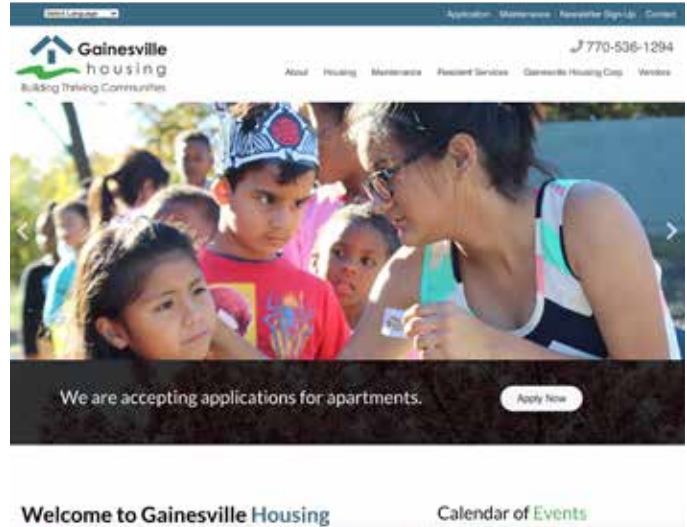 Select Language
Application Maintenance Newsletter Sign-Up Contact
Gainesville
housing
Building Thriving Communities
770-536-1294
About Housing Maintenance Resident Services Gainesville Housing Corp Vendors
We are accepting applications for apartments.
Apply Now
Welcome to Gainesville Housing
Calendar of Events